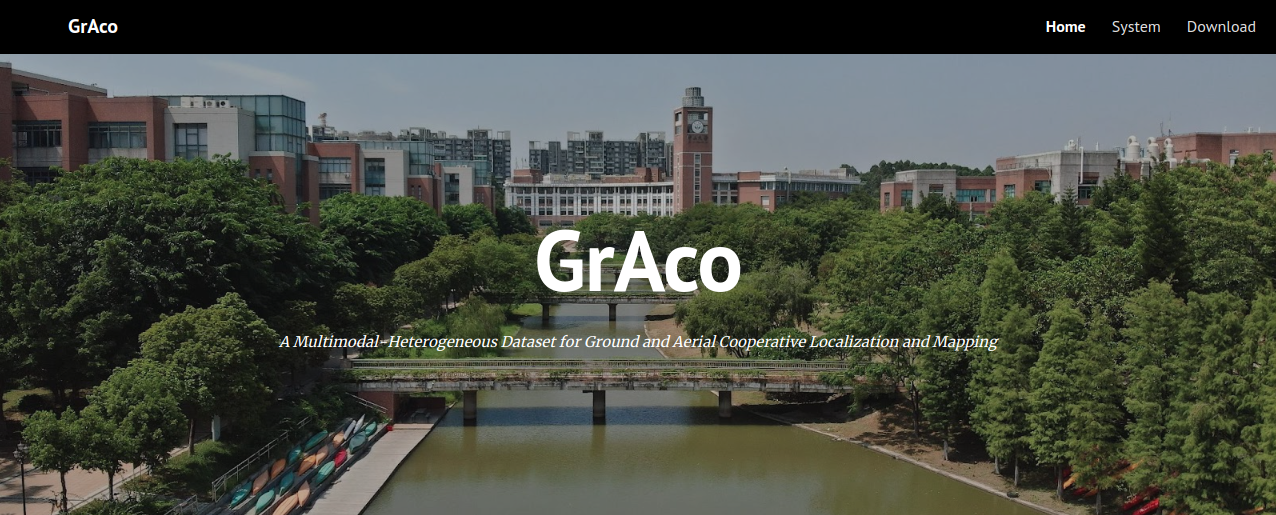 GrAco
Home System Download
GrAco
A Multimodal-Heterogeneous Dataset for Ground and Aerial Cooperative Localization and Mapping